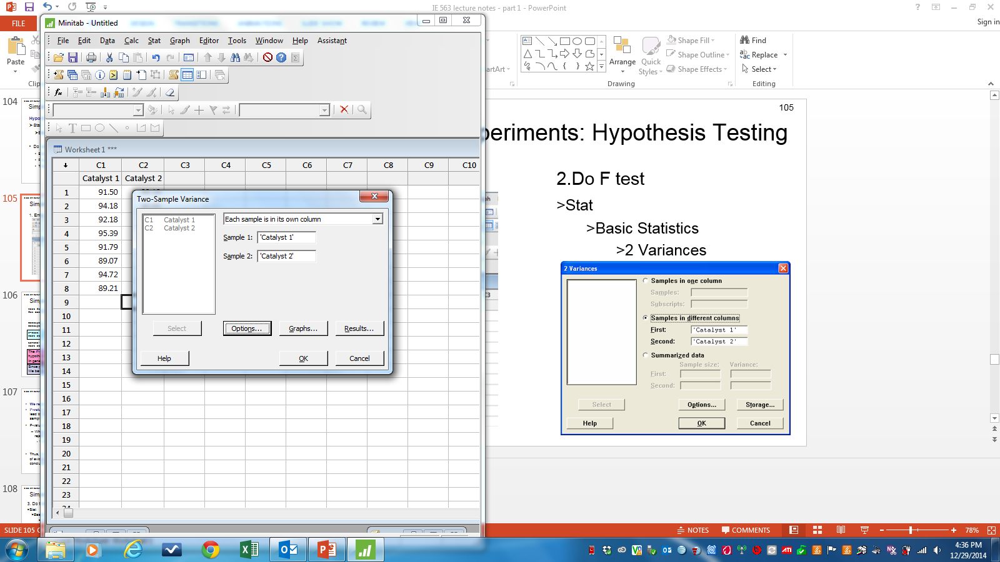 IE 563 lecture notes - part 1 - PowerPoint
Sign in
FILE
Minitab - Untitled
File Edit Data Calc Stat Graph Editor Tools Window Help Assistant
Paste
Arrange
Quick
Styles
Shape Fill
Shape Outline
Shape Effects
Find
Replace
Select
Drawing
Editing
Worksheet 1 ***
C1 C2 C3 C4 C5 C6 C7 C8 C9 C10
Catalyst 1 Catalyst 2
1 91.50
2 94.18
3 92.18
4 95.39
5 91.79
6 89.07
7 94.72
8 89.21
9
10
11
12
13
14
15
16
17
18
19
20
21
22
23
Two-Sample Variance
C1 Catalyst 1
C2 Catalyst 2
Each sample is in its own column
Sample 1: 'Catalyst 1'
Sample 2: 'Catalyst 2'
Select
Options...
Graphs...
Results...
Help
OK
Cancel
104
105
106
107
108
105
periments: Hypothesis Testing
2.Do F test
>Stat
>Basic Statistics
>2 Variances
2 Variances
Samples in one column
Samples:
Subscripts:
Samples in different columns
First: 'Catalyst 1'
Second: 'Catalyst 2'
Summarized data
Sample size: Variance:
First:
Second:
Select
Options...
Storage...
Help
OK
Cancel
SLIDE 105
NOTES
COMMENTS
78%
4:36 PM
12/29/2014